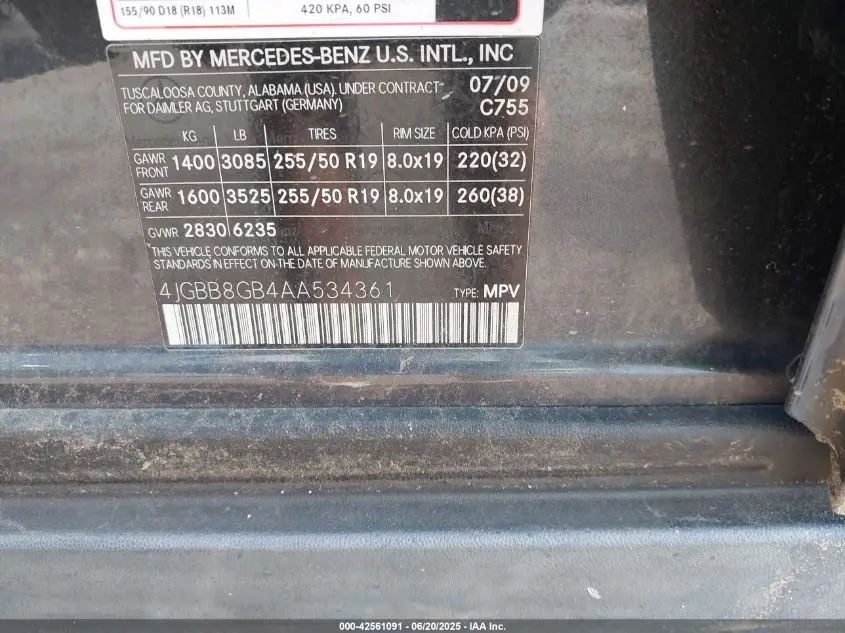 155/90 D18 (R18) 113M 420 KPA, 60 PSI
MFD BY MERCEDES-BENZ U.S. INTL., INC
TUSCALOOSA COUNTY, ALABAMA (USA). UNDER CONTRACT 07/09
FOR DAIMLER AG, STUTTGART (GERMANY) C755
KG LB TIRES RIM SIZE COLD KPA (PSI)
GAWR FRONT 1400 3085 255/50 R19 8.0x19 220(32)
GAWR REAR 1600 3525 255/50 R19 8.0x19 260(38)
GVWR 2830 6235
*THIS VEHICLE CONFORMS TO ALL APPLICABLE FEDERAL MOTOR VEHICLE SAFETY
STANDARDS IN EFFECT ON THE DATE OF MANUFACTURE SHOWN ABOVE.
4JGBB8GB4AA534361 TYPE: MPV
000-42561091 - 06/20/2025 - IAA Inc.